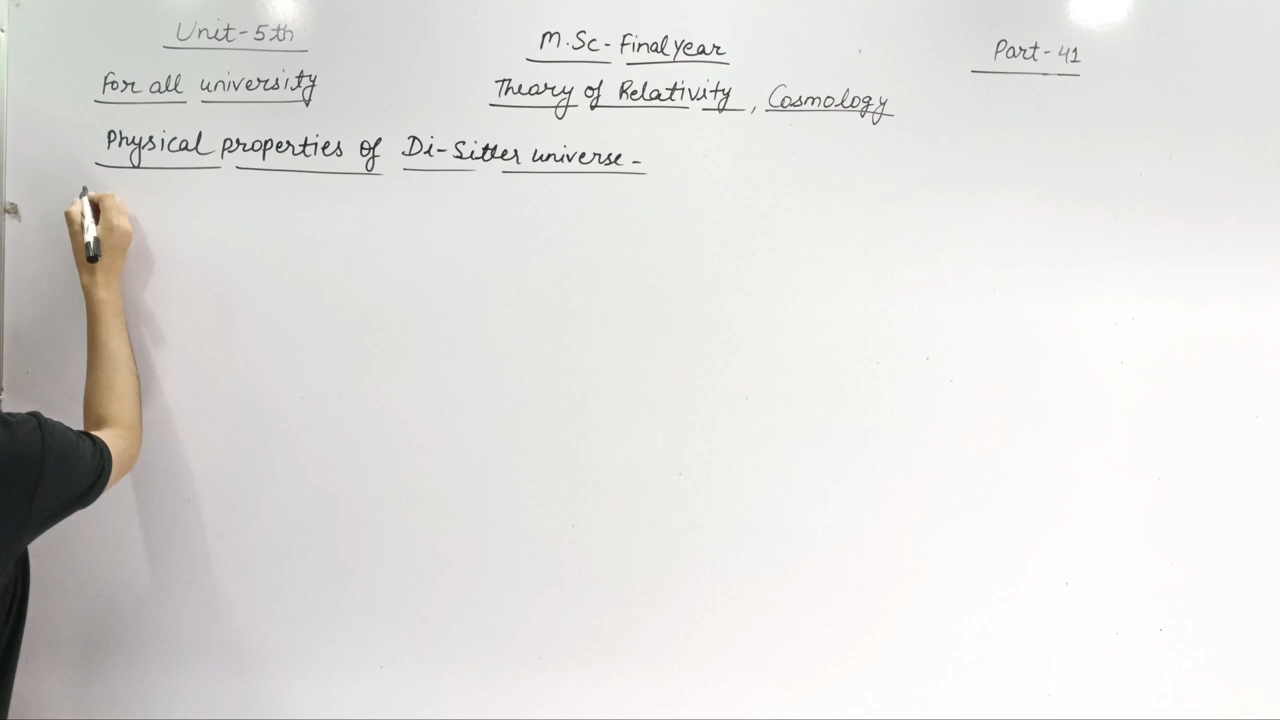 Unit-5th
M.Sc-Final year
Part-41
For all university
Theory of Relativity, Cosmology
Physical properties of Di-Sitter universe-